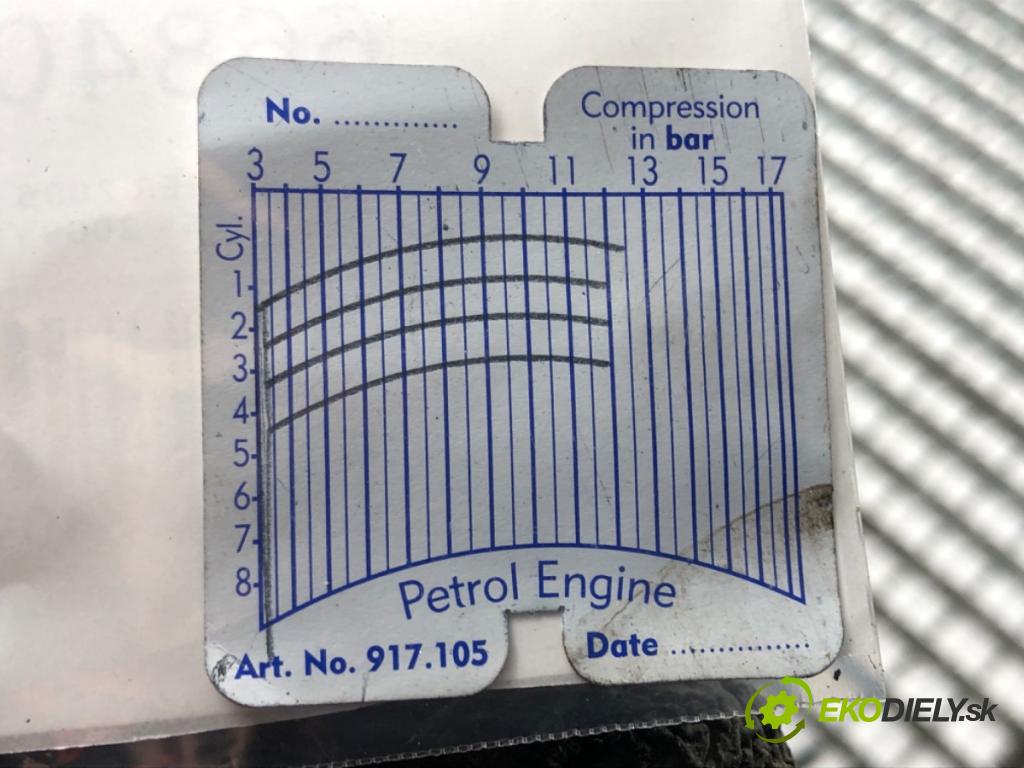 No. .............
Compression
in bar
3 5 7 9 11 13 15 17
Cyl.
1
2
3
4
5
6
7
8
Petrol Engine
Art. No. 917.105
Date ...............
EKODIELY.sk